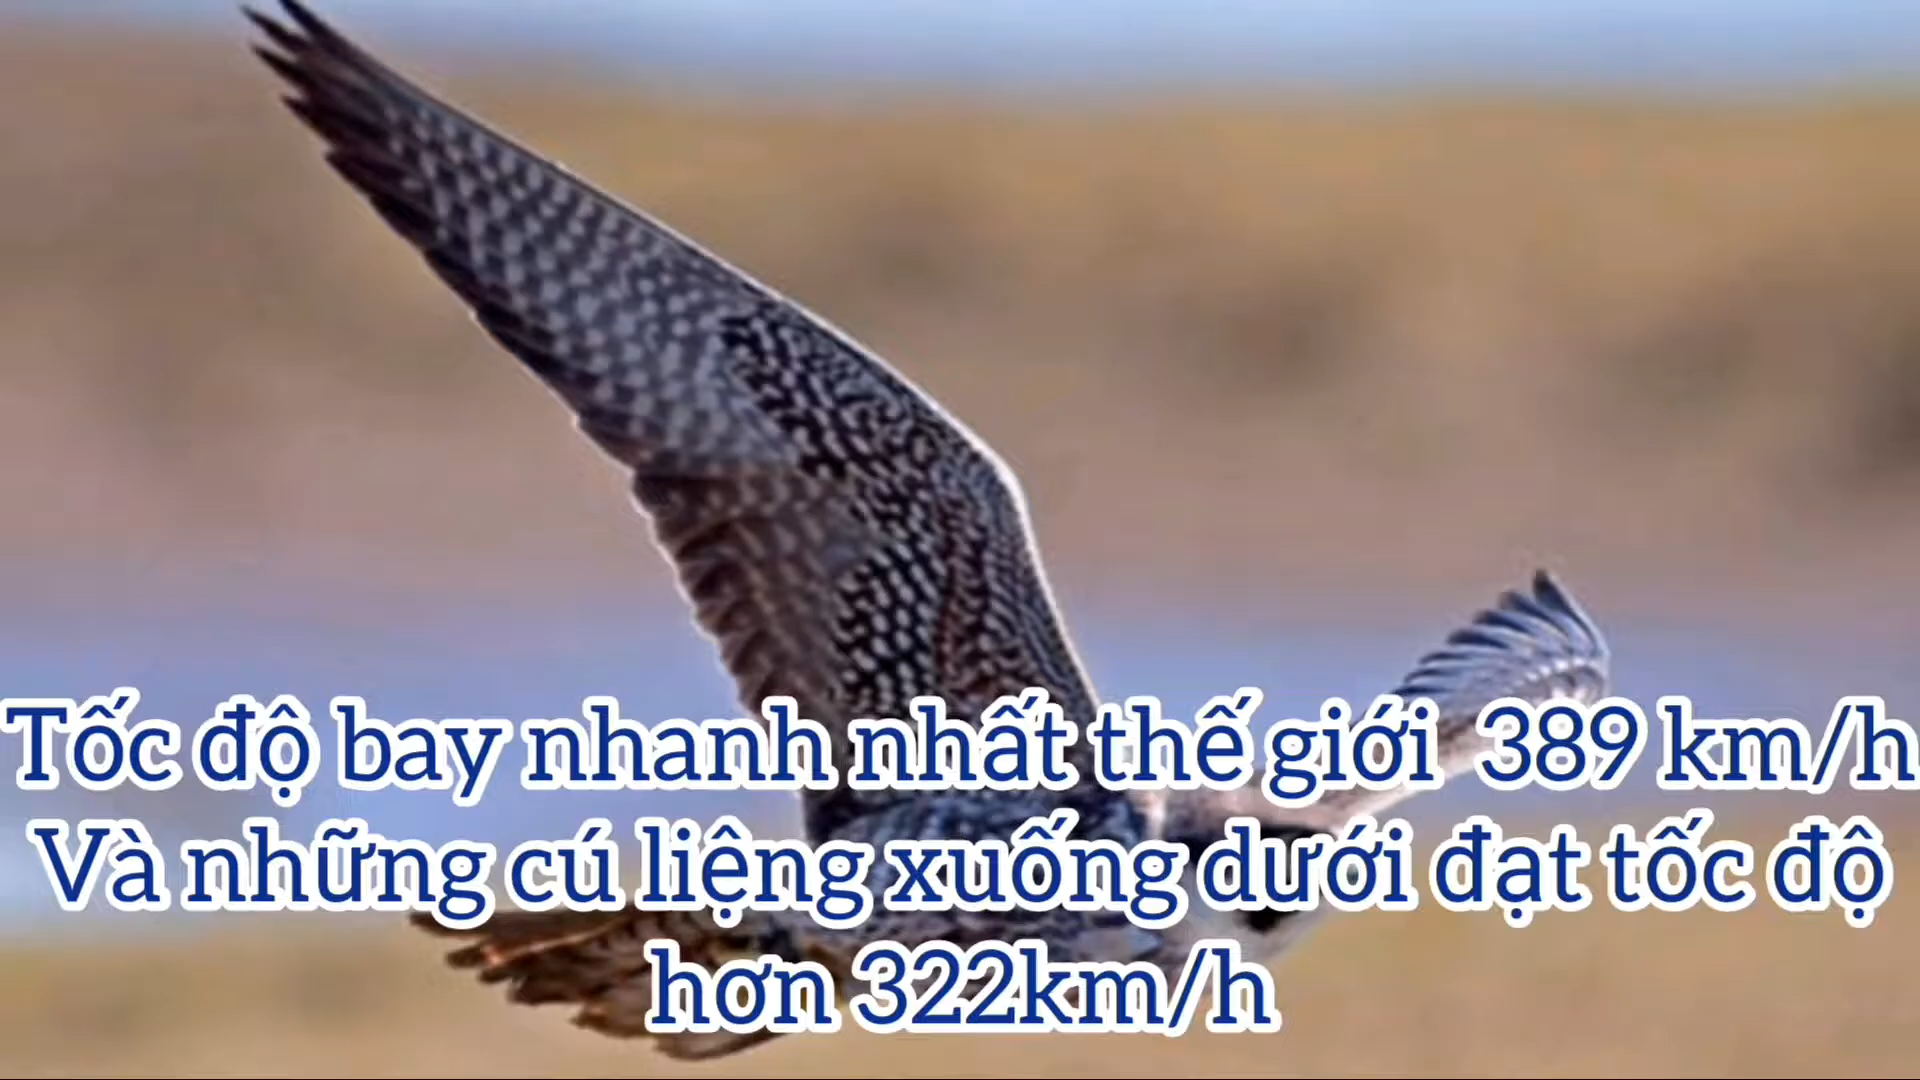 Tốc độ bay nhanh nhất thế giới 389 km/h
Và những cú liệng xuống dưới đạt tốc độ
hơn 322km/h